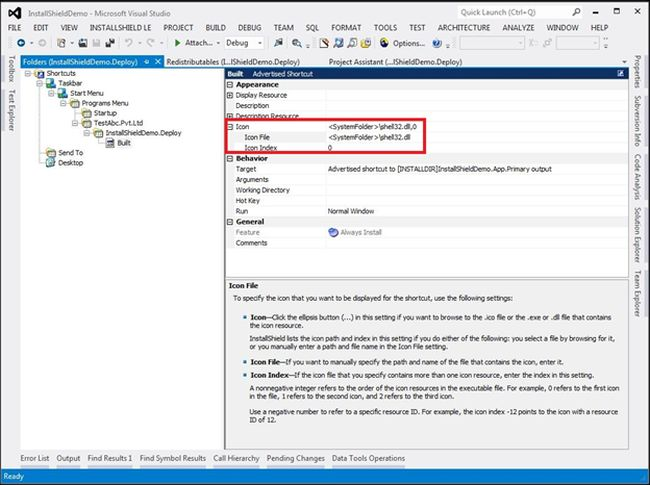 InstallShieldDemo - Microsoft Visual Studio
Quick Launch (Ctrl+Q)
FILE EDIT VIEW INSTALLSHIELD LE PROJECT BUILD DEBUG TEAM SQL FORMAT TOOLS TEST ARCHITECTURE ANALYZE WINDOW HELP
Attach... Debug Options...
Folders (InstallShieldDemo.Deploy) Redistributables (I...lShieldDemo.Deploy) Project Assistant (I...lShieldDemo.Deploy)
Toolbox
Test Explorer
Shortcuts
Taskbar
Start Menu
Programs Menu
Startup
TestAbc.Pvt.Ltd
InstallShieldDemo.Deploy
Built
Send To
Desktop
Built Advertised Shortcut
Appearance
Display Resource
Description
Description Resource
Icon <SystemFolder>\shell32.dll,0
Icon File <SystemFolder>\shell32.dll
Icon Index 0
Behavior
Target Advertised shortcut to [INSTALLDIR]InstallShieldDemo.App.Primary output
Arguments
Working Directory
Hot Key
Run Normal Window
General
Feature Always Install
Comments
Icon File
To specify the icon that you want to be displayed for the shortcut, use the following settings:
Icon—Click the ellipsis button (...) in this setting if you want to browse to the .ico file or the .exe or .dll file that contains
the icon resource.
InstallShield lists the icon path and index in this setting if you do either of the following: you select a file by browsing for it,
or you manually enter a path and file name in the Icon File setting.
Icon File—If you want to manually specify the path and name of the file that contains the icon, enter it.
Icon Index—If the icon file that you specify contains more than one icon resource, enter the index in this setting.
A nonnegative integer refers to the order of the icon resources in the executable file. For example, 0 refers to the first icon
in the file, 1 refers to the second icon, and 2 refers to the third icon.
Use a negative number to refer to a specific resource ID. For example, the icon index -12 points to the icon with a resource
ID of 12.
Properties
Subversion Info
Code Analysis
Solution Explorer
Team Explorer
Error List Output Find Results 1 Find Symbol Results Call Hierarchy Pending Changes Data Tools Operations
Ready